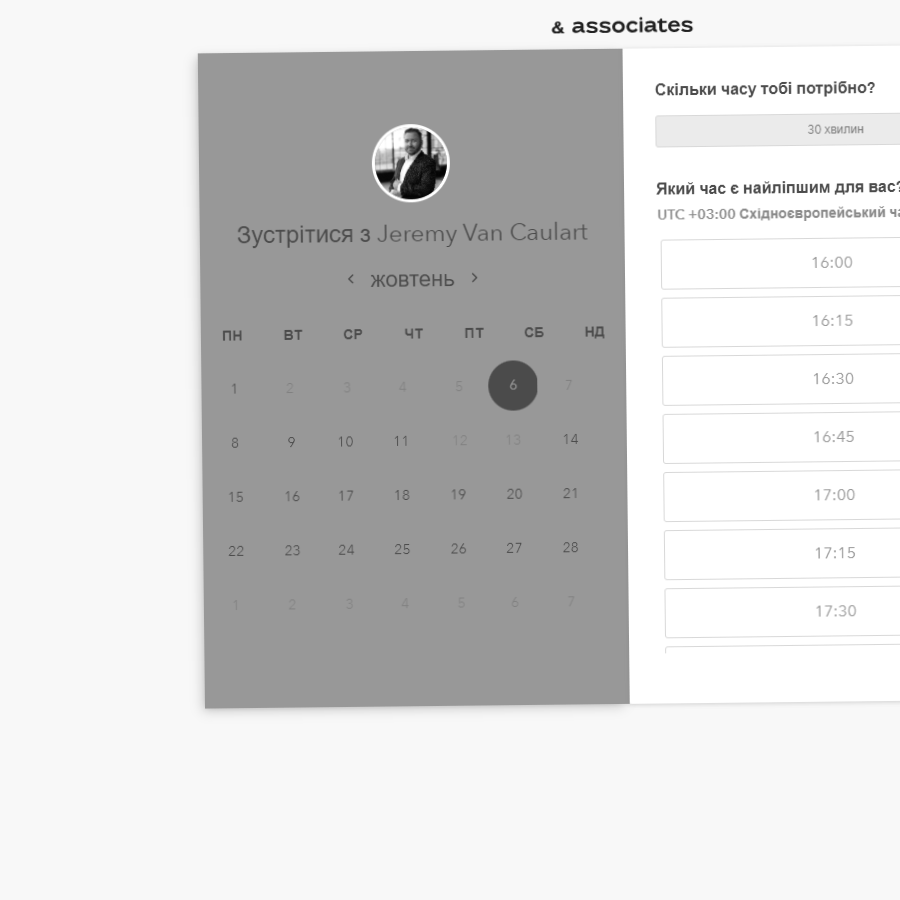 & associates
Зустрітися з Jeremy Van Caulart
жовтень
ПН ВТ СР ЧТ ПТ СБ НД
1 2 3 4 5 6 7
8 9 10 11 12 13 14
15 16 17 18 19 20 21
22 23 24 25 26 27 28
1 2 3 4 5 6 7
Скільки часу тобі потрібно?
30 хвилин
Який час є найліпшим для вас?
UTC +03:00 Східноєвропейський
16:00
16:15
16:30
16:45
17:00
17:15
17:30